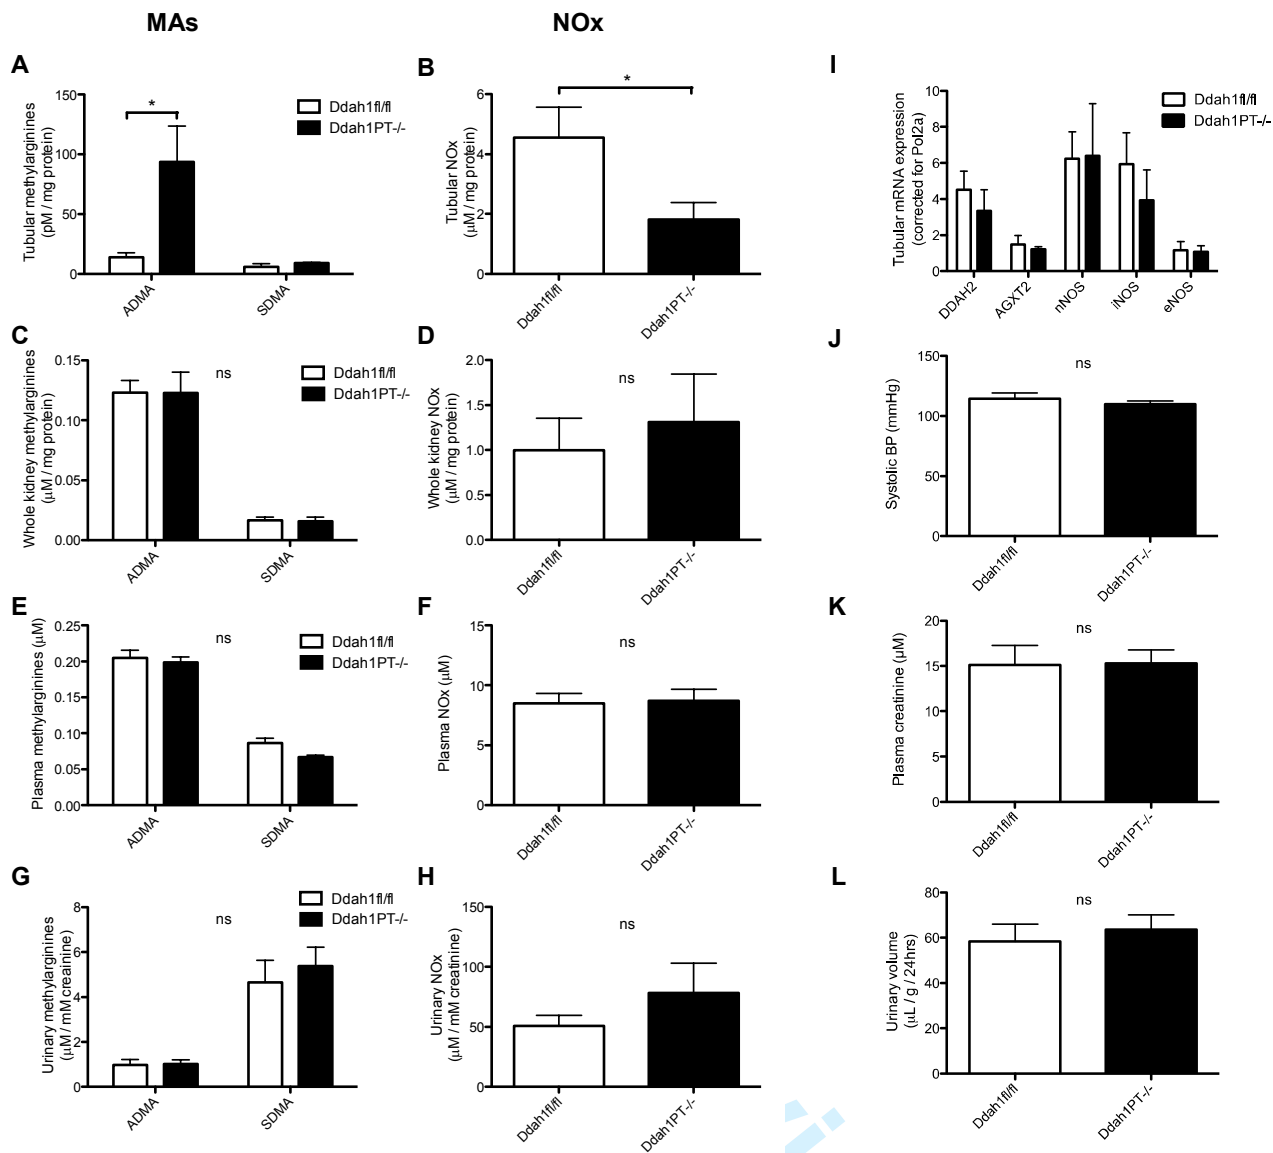 MAs
NOx
A
Tubular methylarginines
(pM / mg protein)
150
100
50
0
*
Ddah1fl/fl
Ddah1PT-/-
ADMA
SDMA
B
Tubular NOx
(μM / mg protein)
6
4
2
0
*
Ddah1fl/fl
Ddah1PT-/-
I
Tubular mRNA expression
(corrected for Pol2a)
10
8
6
4
2
0
Ddah1fl/fl
Ddah1PT-/-
DDAH2
AGXT2
nNOS
iNOS
eNOS
C
Whole kidney methylarginines
(μM / mg protein)
0.15
0.10
0.05
0.00
ns
Ddah1fl/fl
Ddah1PT-/-
ADMA
SDMA
D
Whole kidney NOx
(μM / mg protein)
2.0
1.5
1.0
0.5
0.0
ns
Ddah1fl/fl
Ddah1PT-/-
J
Systolic BP (mmHg)
150
100
50
0
ns
Ddah1fl/fl
Ddah1PT-/-
E
Plasma methylarginines (μM)
0.25
0.20
0.15
0.10
0.05
0.00
ns
Ddah1fl/fl
Ddah1PT-/-
ADMA
SDMA
F
Plasma NOx (μM)
15
10
5
0
ns
Ddah1fl/fl
Ddah1PT-/-
K
Plasma creatinine (μM)
20
15
10
5
0
ns
Ddah1fl/fl
Ddah1PT-/-
G
Urinary methylarginines
(μM / mM creainine)
8
6
4
2
0
ns
Ddah1fl/fl
Ddah1PT-/-
ADMA
SDMA
H
Urinary NOx
(μM / mM creatinine)
150
100
50
0
ns
Ddah1fl/fl
Ddah1PT-/-
L
Urinary volume
(μL / g / 24hrs)
80
60
40
20
0
ns
Ddah1fl/fl
Ddah1PT-/-